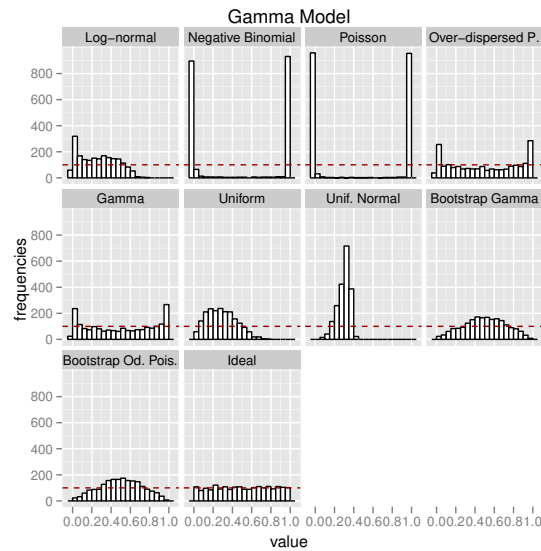 Gamma Model
Log−normal Negative Binomial Poisson Over−dispersed P.
800
600
400
200
0
Gamma Uniform Unif. Normal Bootstrap Gamma
800
600
400
200
0
Bootstrap Od. Pois. Ideal
800
600
400
200
0
frequencies
0.00.20.40.60.81.0 0.00.20.40.60.81.0 0.00.20.40.60.81.0 0.00.20.40.60.81.0
value